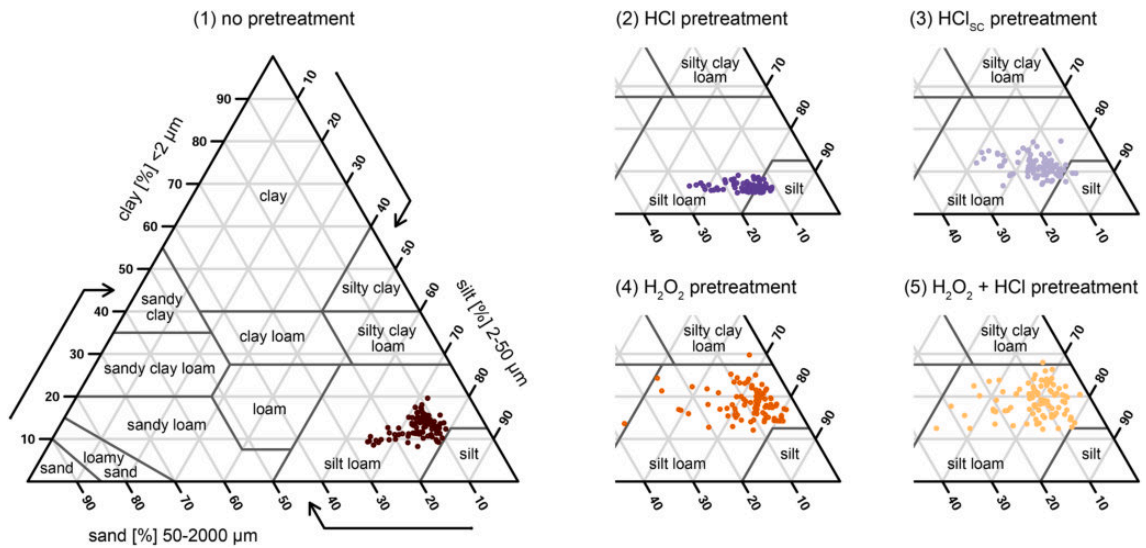 (1) no pretreatment
(2) HCl pretreatment
(3) HClSC pretreatment
10
20
30
40
50
60
70
80
90
clay [%] <2 µm
90
80
70
60
50
40
30
20
10
silt [%] 2-50 µm
clay
silty clay
sandy
clay
clay loam
silty clay
loam
sandy clay loam
loam
sandy loam
silt loam
silt
loamy
sand
sand
90
80
70
60
50
40
30
20
10
sand [%] 50-2000 µm
silty clay
loam
70
80
90
silt loam
silt
40
30
20
10
silty clay
loam
70
80
90
silt loam
silt
40
30
20
10
(4) H2O2 pretreatment
(5) H2O2 + HCl pretreatment
silty clay
loam
70
80
90
silt loam
silt
40
30
20
10
silty clay
loam
70
80
90
silt loam
silt
40
30
20
10